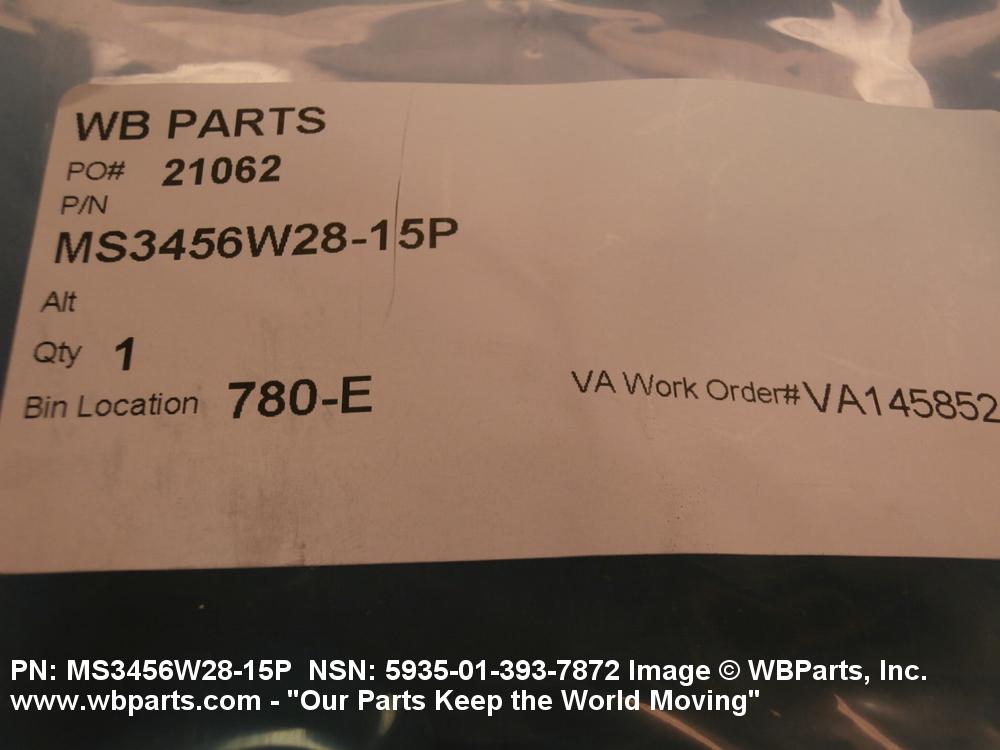 WB PARTS
PO# 21062
P/N
MS3456W28-15P
Alt
Qty 1
Bin Location 780-E
VA Work Order# VA145852
PN: MS3456W28-15P NSN: 5935-01-393-7872 Image © WBParts, Inc.
www.wbparts.com - "Our Parts Keep the World Moving"